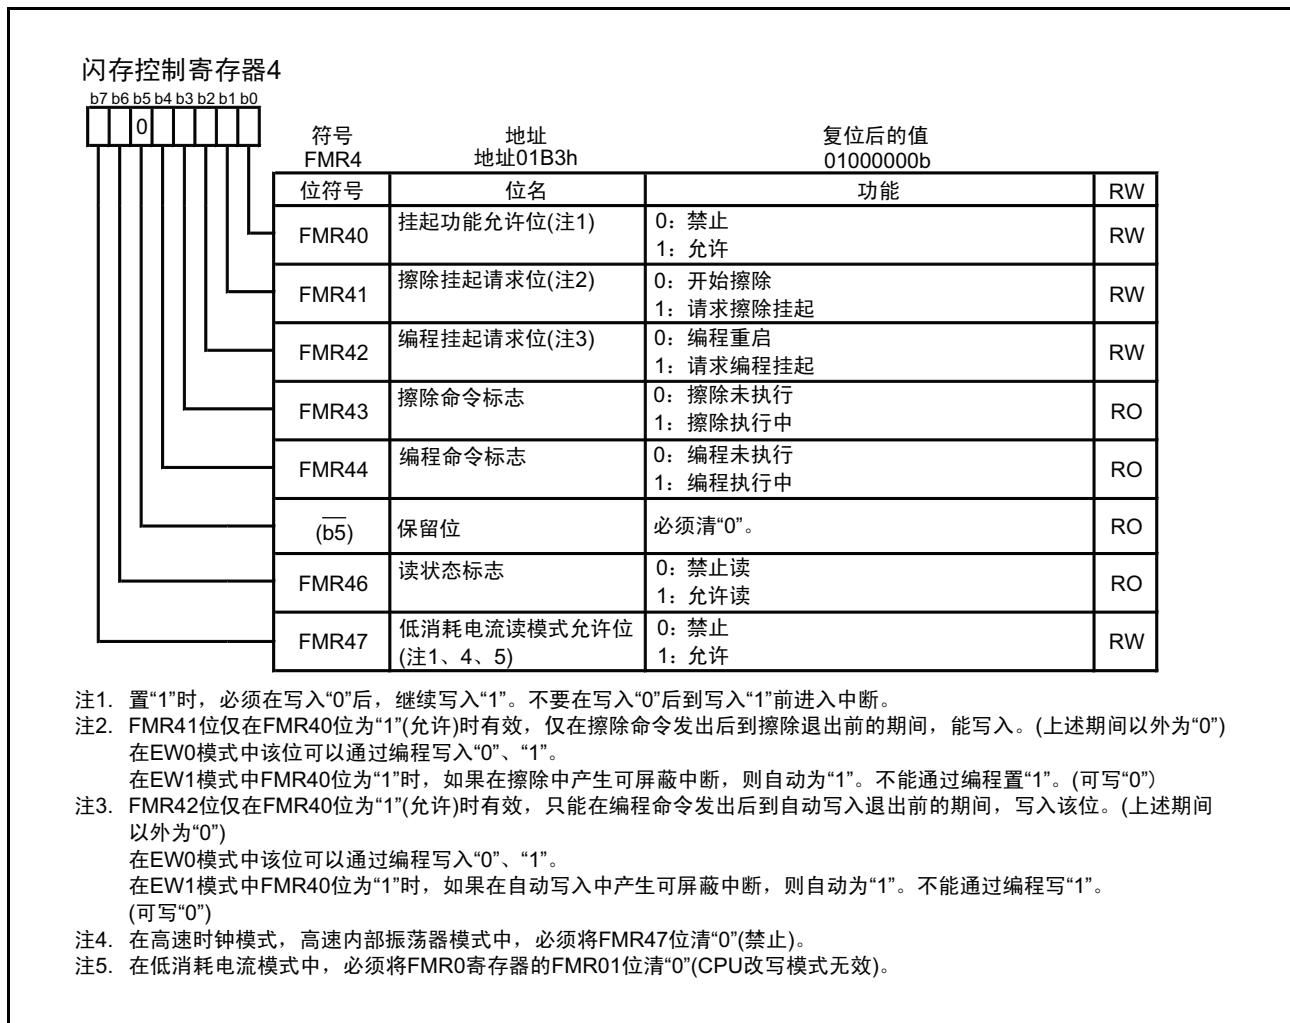 闪存控制寄存器4
b7 b6 b5 b4 b3 b2 b1 b0
0
符号 地址 复位后的值
FMR4 地址01B3h 01000000b
位符号 位名 功能 RW
FMR40 挂起功能允许位(注1) 0：禁止 RW
1：允许
FMR41 擦除挂起请求位(注2) 0：开始擦除 RW
1：请求擦除挂起
FMR42 编程挂起请求位(注3) 0：编程重启 RW
1：请求编程挂起
FMR43 擦除命令标志 0：擦除未执行 RO
1：擦除执行中
FMR44 编程命令标志 0：编程未执行 RO
1：编程执行中
(b5) 保留位 必须清“0”。 RO
FMR46 读状态标志 0：禁止读 RO
1：允许读
FMR47 低消耗电流读模式允许位 0：禁止 RW
(注1、4、5) 1：允许
注1. 置“1”时，必须在写入“0”后，继续写入“1”。不要在写入“0”后到写入“1”前进入中断。
注2. FMR41位仅在FMR40位为“1”(允许)时有效，仅在擦除命令发出后到擦除退出前的期间，能写入。(上述期间以外为“0”)
在EW0模式中该位可以通过编程写入“0”、“1”。
在EW1模式中FMR40位为“1”时，如果在擦除中产生可屏蔽中断，则自动为“1”。不能通过编程置“1”。(可写“0”)
注3. FMR42位仅在FMR40位为“1”(允许)时有效，只能在编程命令发出后到自动写入退出前的期间，写入该位。(上述期间
以外为“0”)
在EW0模式中该位可以通过编程写入“0”、“1”。
在EW1模式中FMR40位为“1”时，如果在自动写入中产生可屏蔽中断，则自动为“1”。不能通过编程写“1”。
(可写“0”)
注4. 在高速时钟模式，高速内部振荡器模式中，必须将FMR47位清“0”(禁止)。
注5. 在低消耗电流模式中，必须将FMR0寄存器的FMR01位清“0”(CPU改写模式无效)。